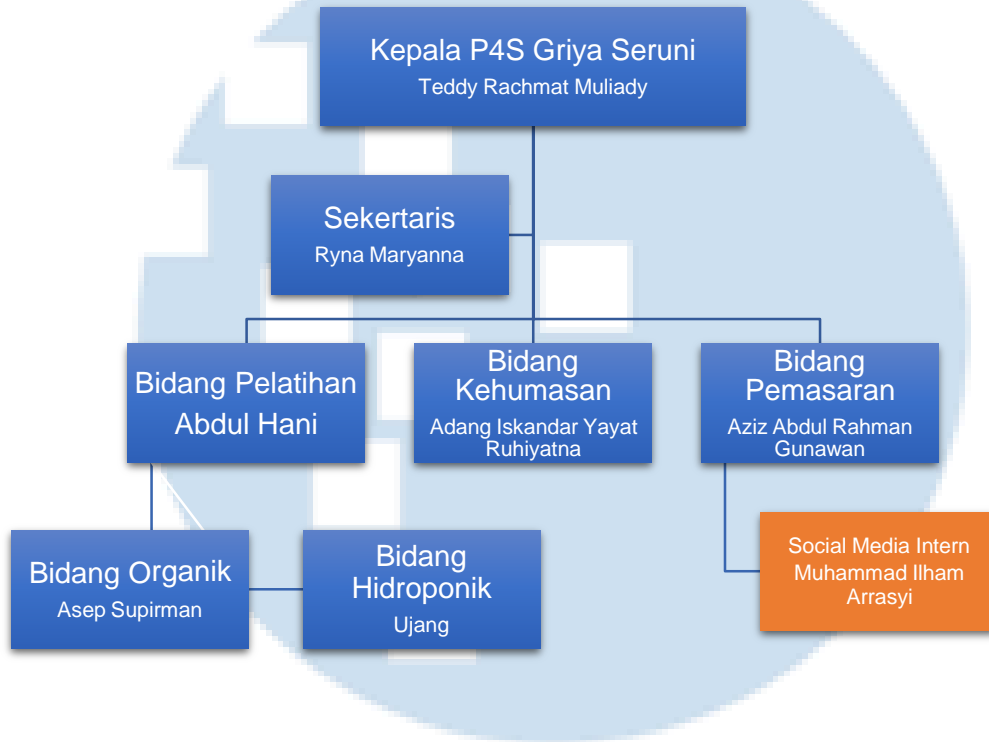 Kepala P4S Griya Seruni
Teddy Rachmat Muliady
Sekertaris
Ryna Maryanna
Bidang Pelatihan
Abdul Hani
Bidang
Kehumasan
Adang Iskandar Yayat
Ruhiyatna
Bidang
Pemasaran
Aziz Abdul Rahman
Gunawan
Bidang Organik
Asep Supirman
Bidang
Hidroponik
Ujang
Social Media Intern
Muhammad Ilham
Arrasyi